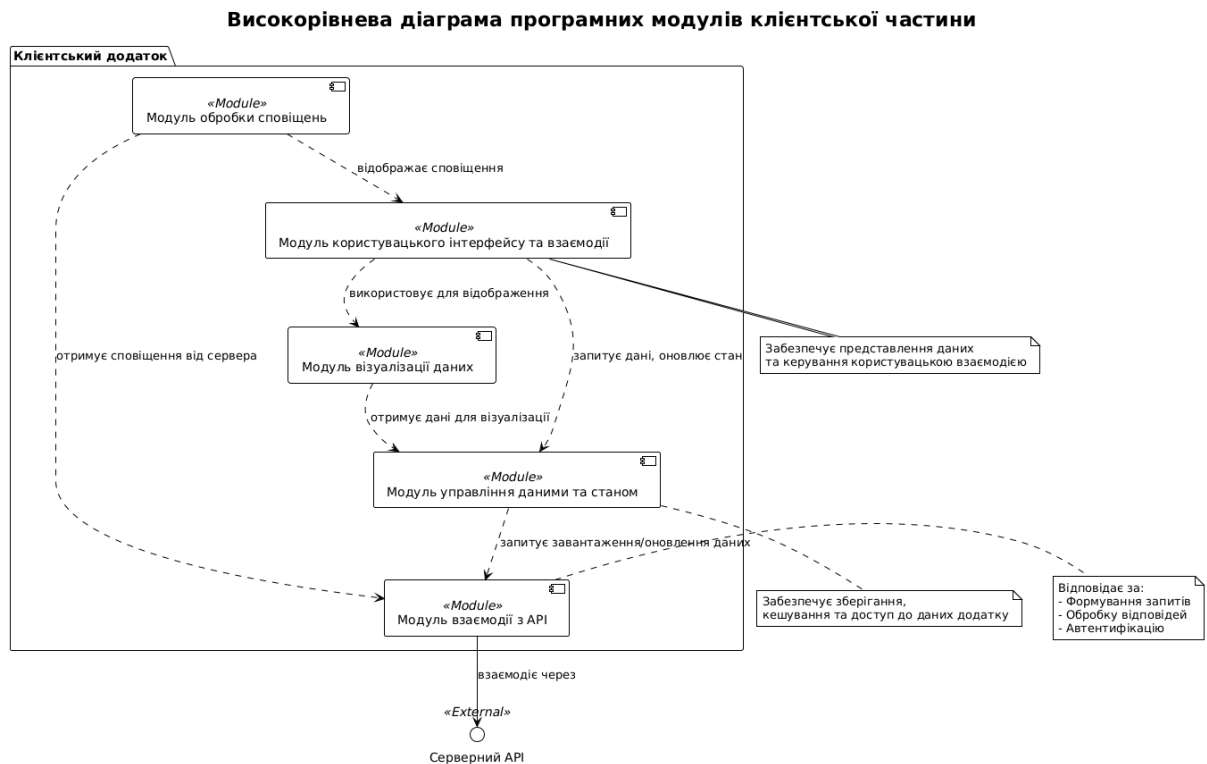 Високорівнева діаграма програмних модулів клієнтської частини
Клієнтський додаток
«Module»
Модуль обробки сповіщень
відображає сповіщення
«Module»
Модуль користувацького інтерфейсу та взаємодії
використовує для відображення
отримує сповіщення від сервера
«Module»
Модуль візуалізації даних
запитує дані, оновлює стан
Забезпечує представлення даних
та керування користувацькою взаємодією
отримує дані для візуалізації
«Module»
Модуль управління даними та станом
запитує завантаження/оновлення даних
«Module»
Модуль взаємодії з API
Забезпечує зберігання,
кешування та доступ до даних додатку
Відповідає за:
- Формування запитів
- Обробку відповідей
- Автентифікацію
взаємодіє через
«External»
Серверний API